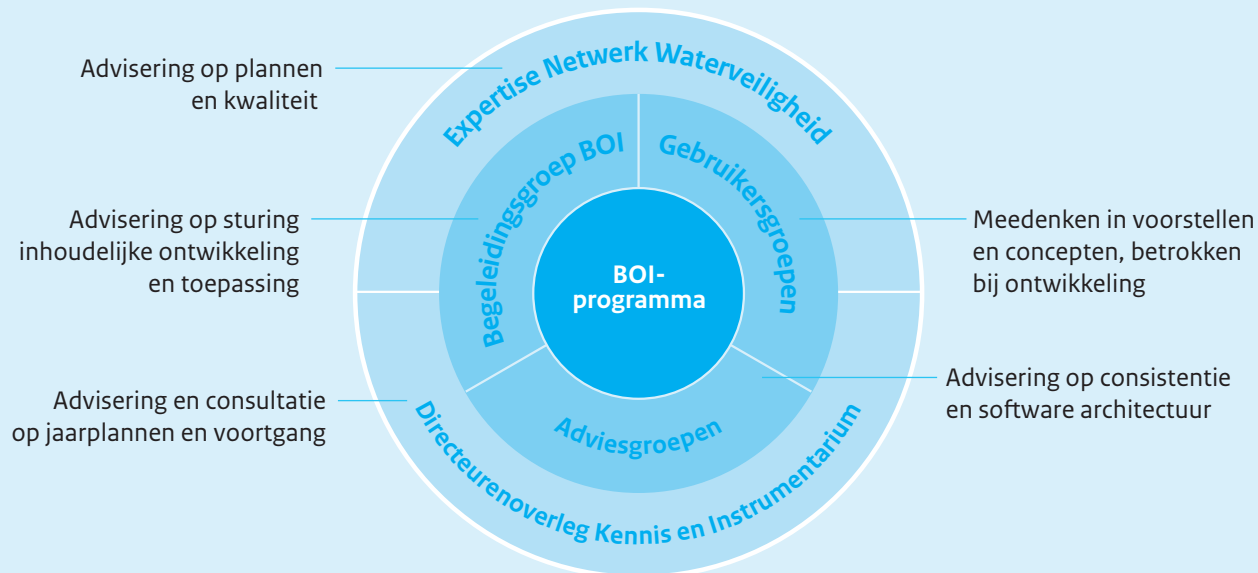 Advisering op plannen
en kwaliteit
Expertise Netwerk Waterveiligheid
Begeleidingsgroep BOI
Gebruikersgroepen
Advisering op sturing
inhoudelijke ontwikkeling
en toepassing
BOI-
programma
Meedenken in voorstellen
en concepten, betrokken
bij ontwikkeling
Advisering en consultatie
op jaarplannen en voortgang
Adviesgroepen
Directeurenoverleg Kennis en Instrumentarium
Advisering op consistentie
en software architectuur